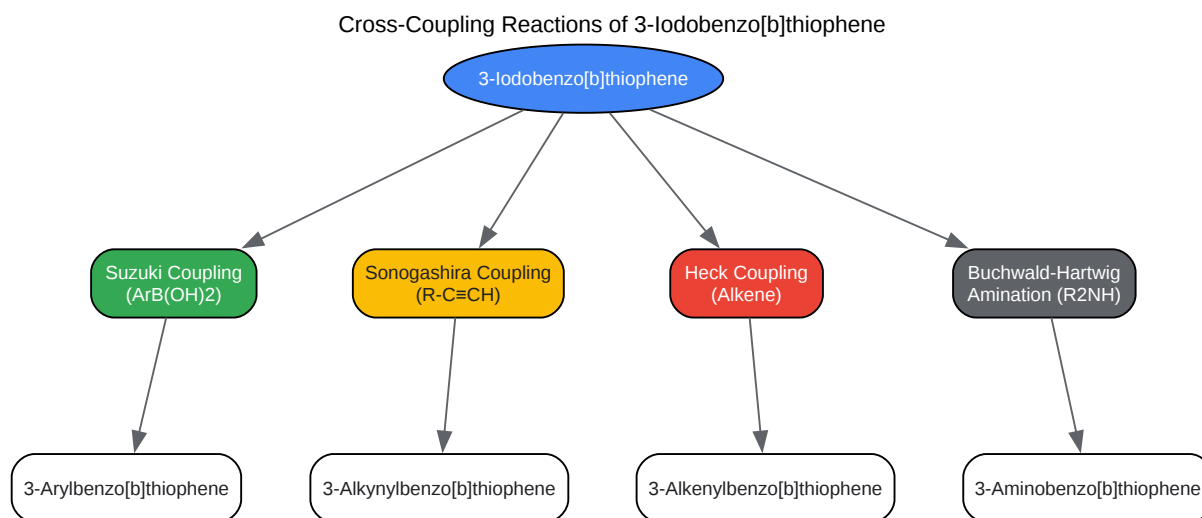 Cross-Coupling Reactions of 3-Iodobenzo[b]thiophene
3-Iodobenzo[b]thiophene
Suzuki Coupling
(ArB(OH)2)
Sonogashira Coupling
(R-C≡CH)
Heck Coupling
(Alkene)
Buchwald-Hartwig
Amination (R2NH)
3-Arylbenzo[b]thiophene
3-Alkynylbenzo[b]thiophene
3-Alkenylbenzo[b]thiophene
3-Aminobenzo[b]thiophene